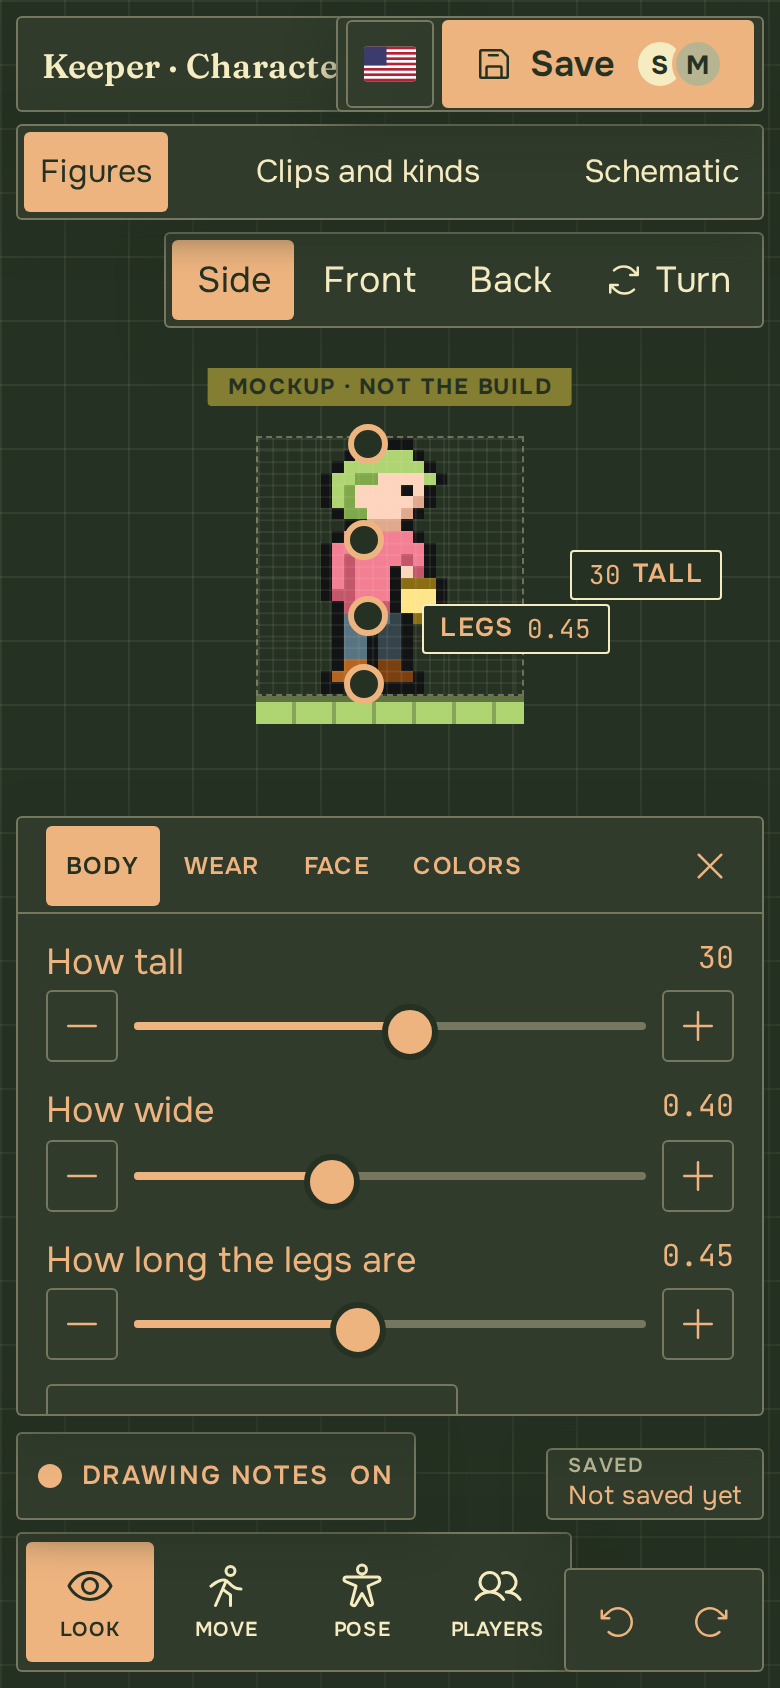 Keeper · Characte
Save S M
Figures Clips and kinds Schematic
Side Front Back Turn
MOCKUP · NOT THE BUILD
30 TALL
LEGS 0.45
BODY WEAR FACE COLORS
How tall 30
How wide 0.40
How long the legs are 0.45
DRAWING NOTES ON
SAVED
Not saved yet
LOOK MOVE POSE PLAYERS